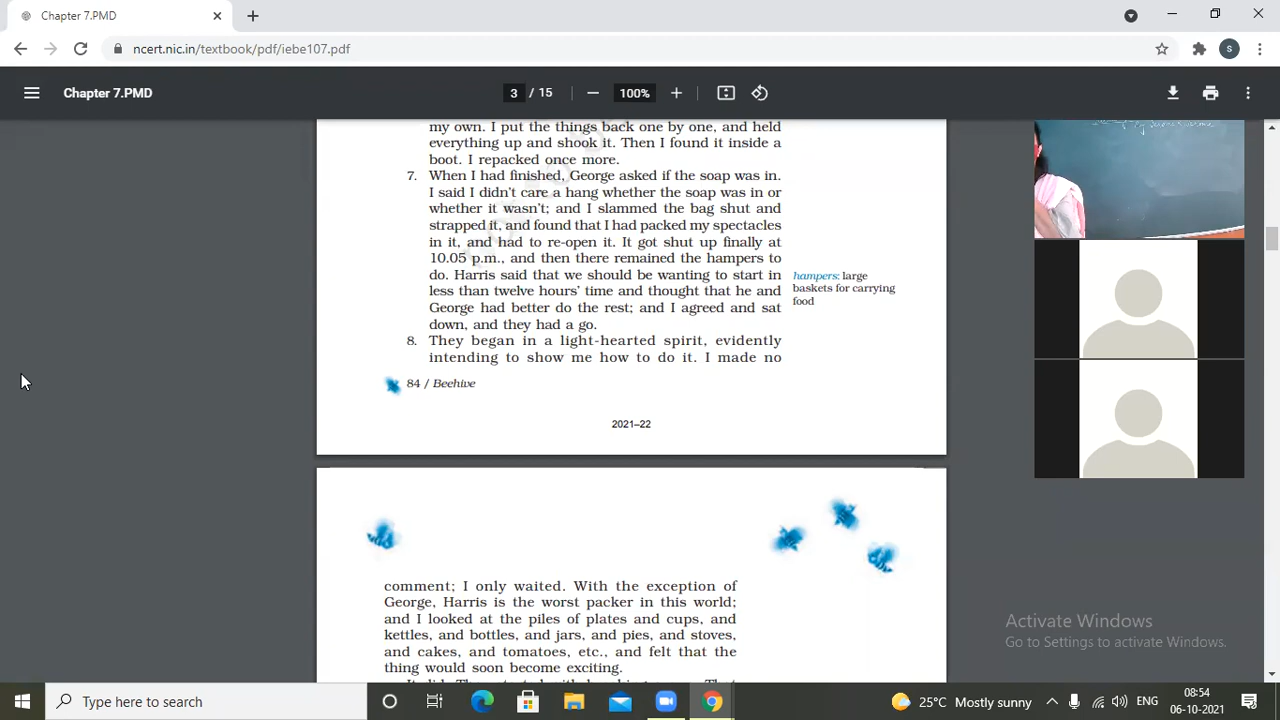 Chapter 7.PMD
ncert.nic.in/textbook/pdf/iebe107.pdf
S
Chapter 7.PMD
3 / 15
100%
my own. I put the things back one by one, and held
everything up and shook it. Then I found it inside a
boot. I repacked once more.
7. When I had finished, George asked if the soap was in.
I said I didn't care a hang whether the soap was in or
whether it wasn't; and I slammed the bag shut and
strapped it, and found that I had packed my spectacles
in it, and had to re-open it. It got shut up finally at
10.05 p.m., and then there remained the hampers to
do. Harris said that we should be wanting to start in
less than twelve hours' time and thought that he and
George had better do the rest; and I agreed and sat
down, and they had a go.
hampers: large
baskets for carrying
food
8. They began in a light-hearted spirit, evidently
intending to show me how to do it. I made no
84 / Beehive
2021–22
comment; I only waited. With the exception of
George, Harris is the worst packer in this world;
and I looked at the piles of plates and cups, and
kettles, and bottles, and jars, and pies, and stoves,
and cakes, and tomatoes, etc., and felt that the
thing would soon become exciting.
Activate Windows
Go to Settings to activate Windows.
Type here to search
25°C Mostly sunny
ENG
08:54
06-10-2021